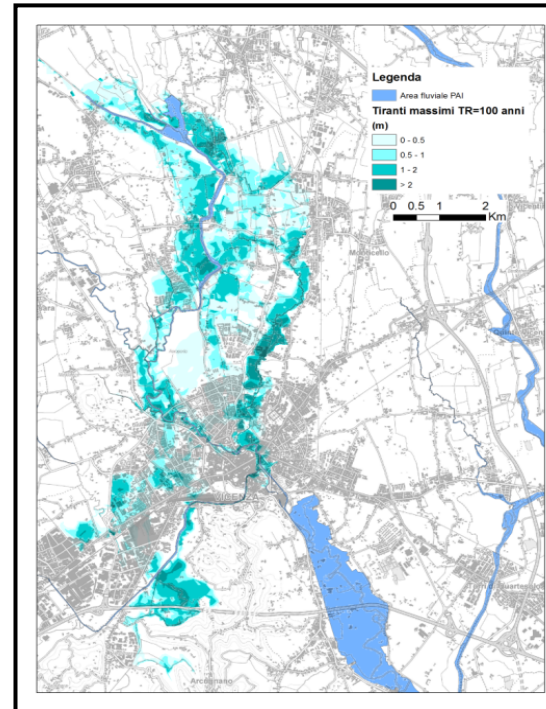 Legenda
Area fluviale PAI
Tiranti massimi TR=100 anni
(m)
0 - 0.5
0.5 - 1
1 - 2
> 2
0 0.5 1 2
Km
Monticello
VICENZA
Arcugnano